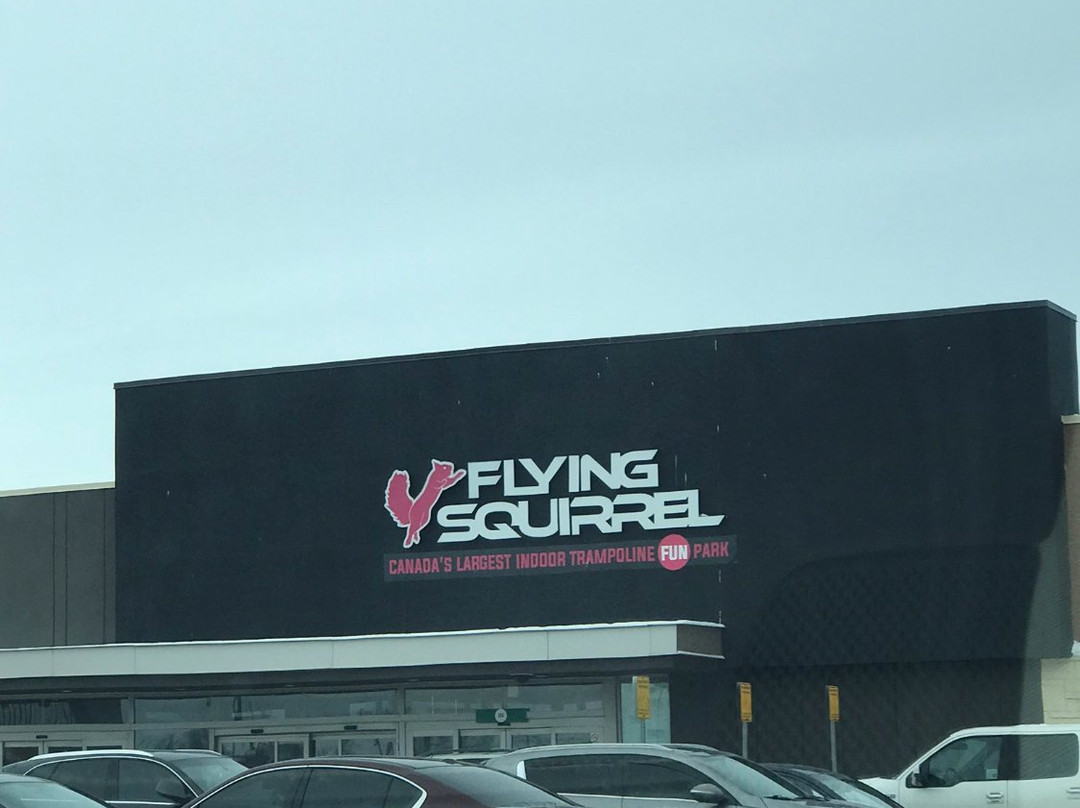 FLYING
SQUIRREL
CANADA'S LARGEST INDOOR TRAMPOLINE FUN PARK